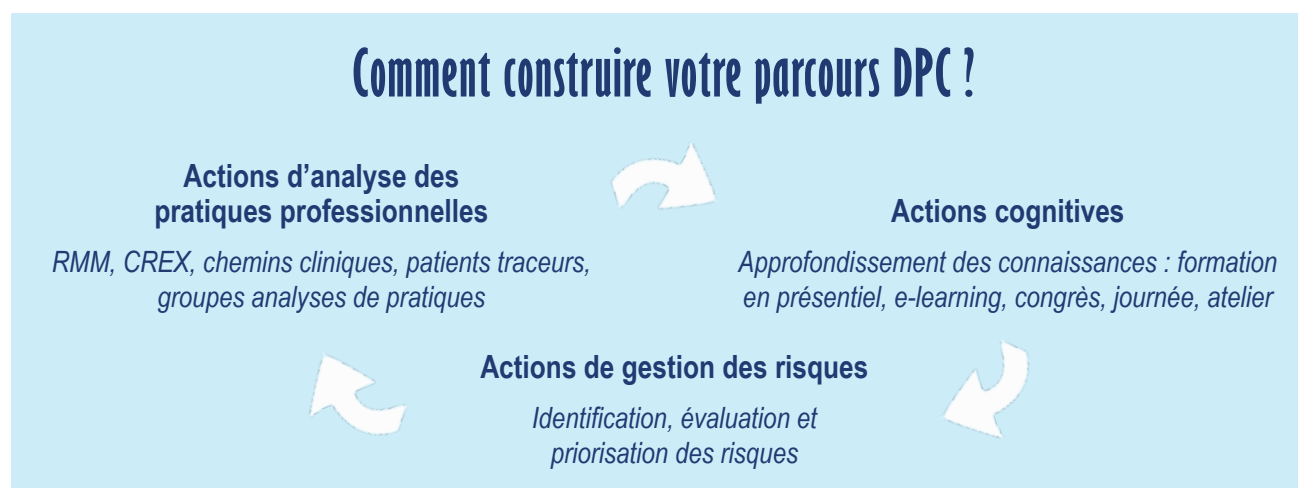 Comment construire votre parcours DPC ?
Actions d'analyse des
pratiques professionnelles
RMM, CREX, chemins cliniques, patients traceurs,
groupes analyses de pratiques
Actions cognitives
Approfondissement des connaissances : formation
en présentiel, e-learning, congrès, journée, atelier
Actions de gestion des risques
Identification, évaluation et
priorisation des risques